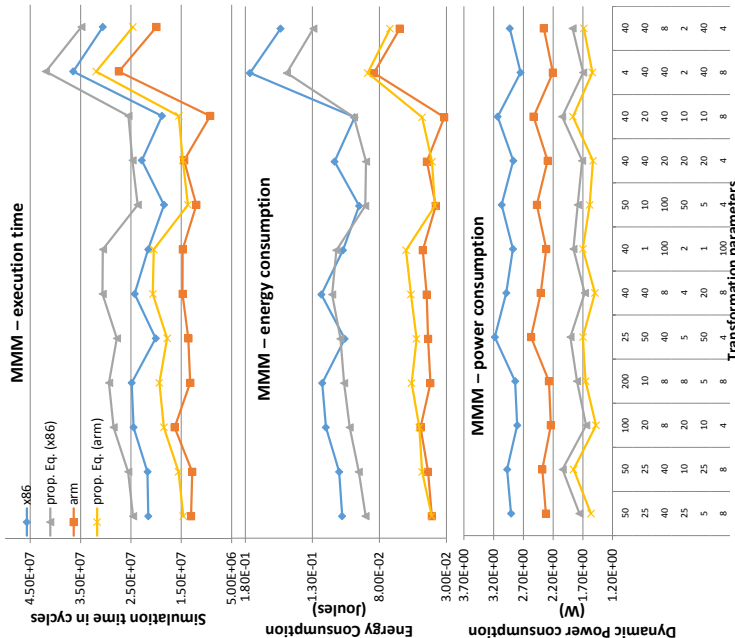 MMM – execution time
4.50E+07
3.50E+07
2.50E+07
1.50E+07
5.00E+06
Simulation time in cycles
x86
prop. Eq. (x86)
arm
prop. Eq. (arm)
MMM – energy consumption
1.80E-01
1.30E-01
8.00E-02
3.00E-02
Energy Consumption
(Joules)
MMM – power consumption
3.70E+00
2.70E+00
2.20E+00
1.70E+00
1.20E+00
Dynamic Power consumption
(W)
50 50 100 200 25 40 40 50 40 40 4 40
25 25 20 10 50 40 1 10 40 20 40 40
40 40 8 8 40 8 100 100 20 40 40 8
25 10 20 8 5 4 2 50 20 10 2 2
5 25 10 5 50 20 1 5 20 10 40 40
8 8 4 8 4 8 100 4 4 8 8 4
Transformation parameters